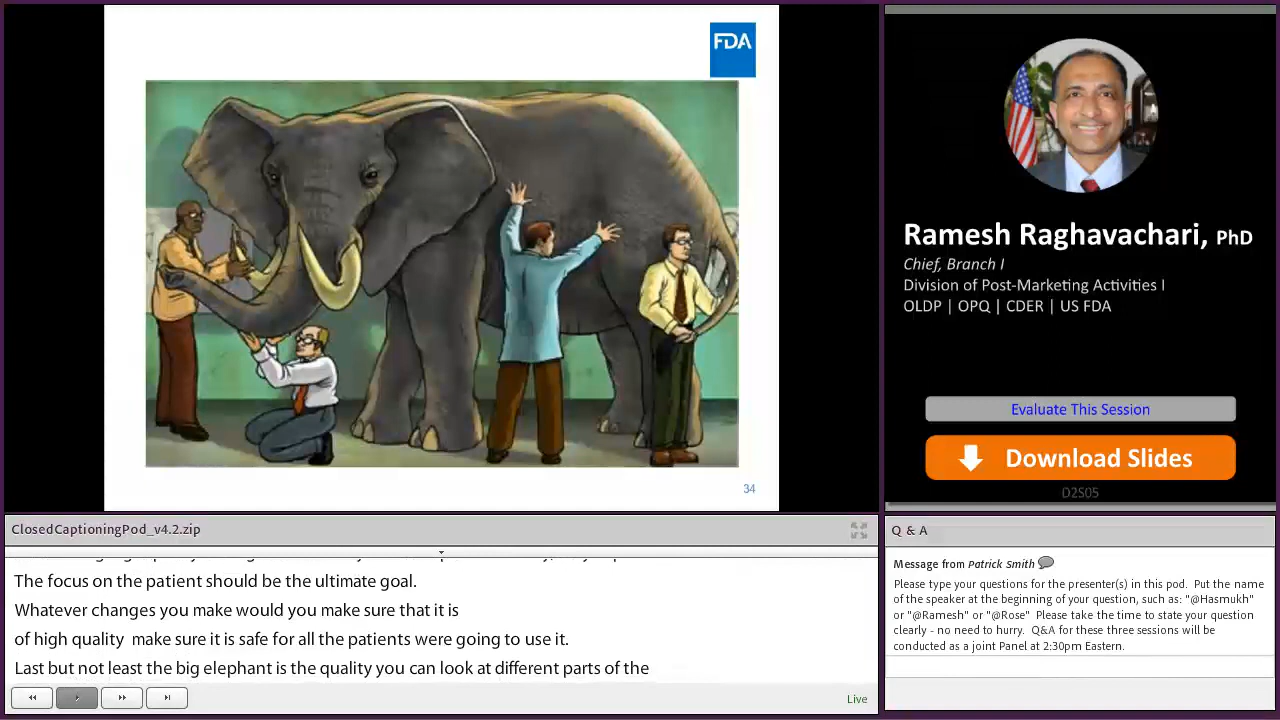 FDA
34
Ramesh Raghavachari, PhD
Chief, Branch I
Division of Post-Marketing Activities I
OLDP | OPQ | CDER | US FDA
Evaluate This Session
Download Slides
D2S05
ClosedCaptioningPod_v4.2.zip
The focus on the patient should be the ultimate goal.
Whatever changes you make would you make sure that it is
of high quality  make sure it is safe for all the patients were going to use it.
Last but not least the big elephant is the quality you can look at different parts of the
Live
Q & A
Message from Patrick Smith
Please type your questions for the presenter(s) in this pod.  Put the name
of the speaker at the beginning of your question, such as: "@Hasmukh"
or "@Ramesh" or "@Rose"  Please take the time to state your question
clearly - no need to hurry.  Q&A for these three sessions will be
conducted as a joint Panel at 2:30pm Eastern.